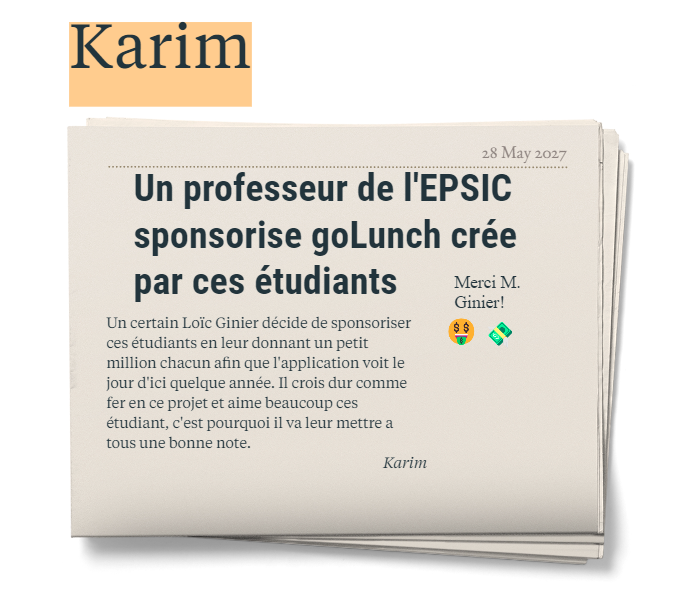 Karim
28 May 2027
Un professeur de l'EPSIC
sponsorise goLunch crée
par ces étudiants
Merci M.
Ginier!
Un certain Loïc Ginier décide de sponsoriser
ces étudiants en leur donnant un petit
million chacun afin que l'application voit le
jour d'ici quelque année. Il crois dur comme
fer en ce projet et aime beaucoup ces
étudiant, c'est pourquoi il va leur mettre a
tous une bonne note.
Karim